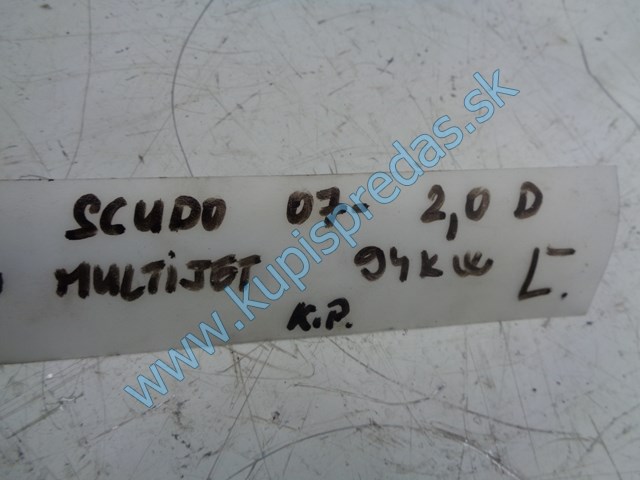 SCUDO 07- 2,0 D
MULTIJET 94KW L.
K.P.
www.kupispredas.sk